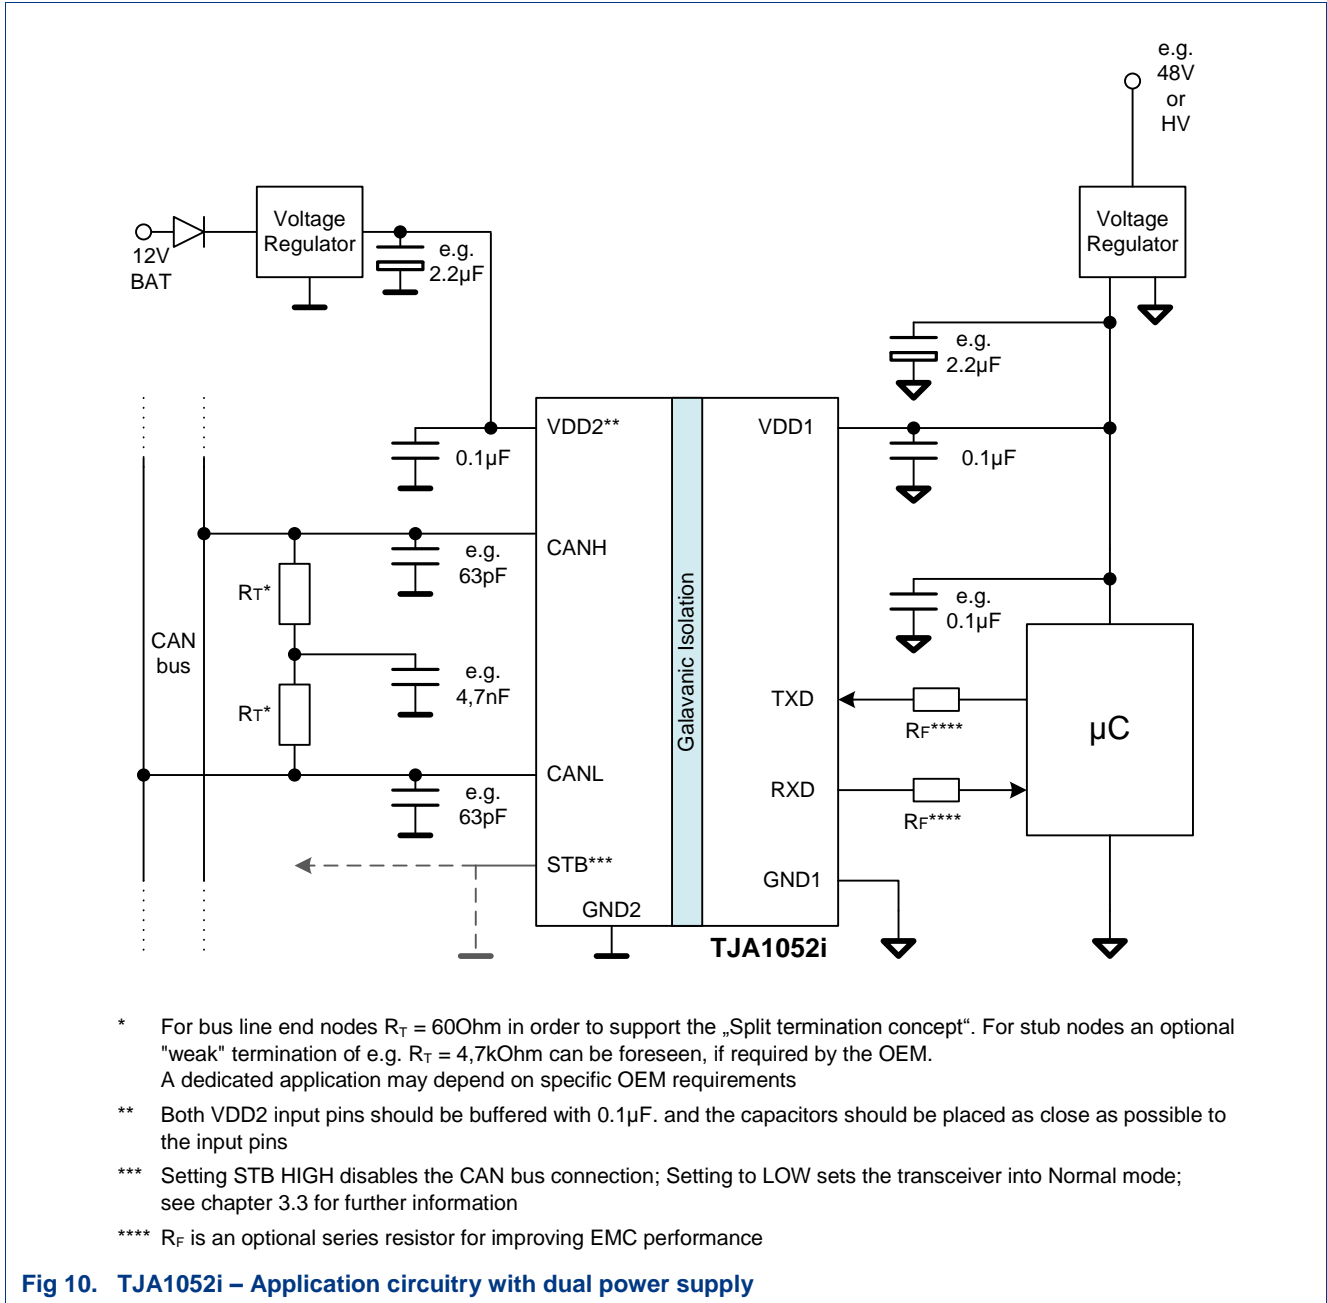 e.g.
48V
or
HV
Voltage
Regulator
12V
BAT
e.g.
2.2µF
Voltage
Regulator
e.g.
2.2µF
VDD2**
VDD1
0.1µF
0.1µF
CANH
e.g.
63pF
RT*
e.g.
0.1µF
CAN
bus
Galavanic Isolation
e.g.
4,7nF
RT*
TXD
RF****
µC
CANL
RXD
e.g.
63pF
RF****
STB***
GND1
GND2
TJA1052i
* For bus line end nodes RT = 60Ohm in order to support the „Split termination concept“. For stub nodes an optional
"weak" termination of e.g. RT = 4,7kOhm can be foreseen, if required by the OEM.
A dedicated application may depend on specific OEM requirements
** Both VDD2 input pins should be buffered with 0.1µF. and the capacitors should be placed as close as possible to
the input pins
*** Setting STB HIGH disables the CAN bus connection; Setting to LOW sets the transceiver into Normal mode;
see chapter 3.3 for further information
**** RF is an optional series resistor for improving EMC performance
Fig 10. TJA1052i – Application circuitry with dual power supply